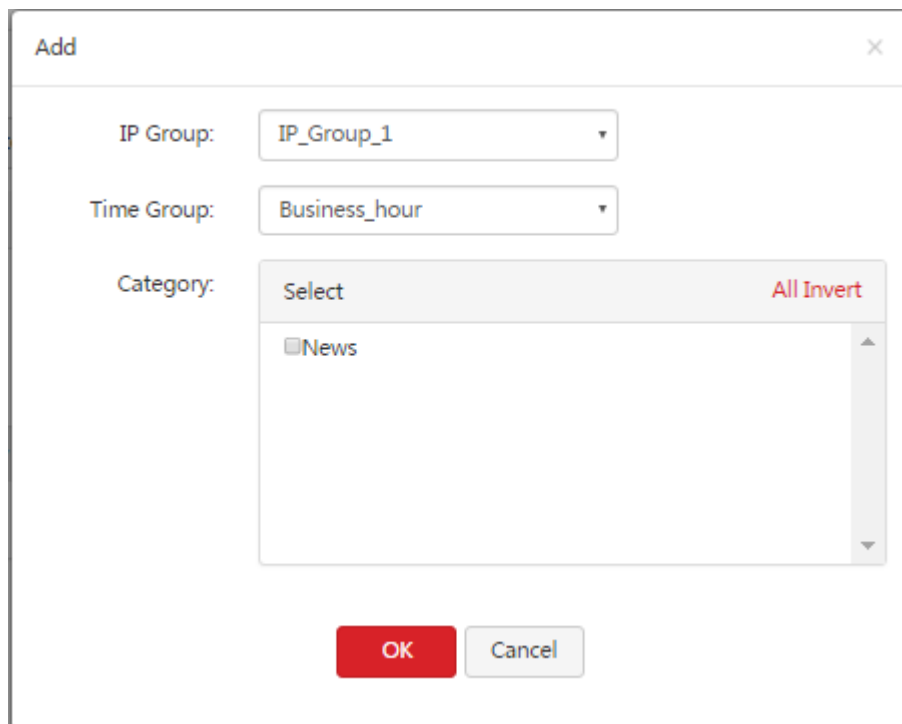 Add ×
IP Group: IP_Group_1
Time Group: Business_hour
Category: Select All Invert
News
OK Cancel